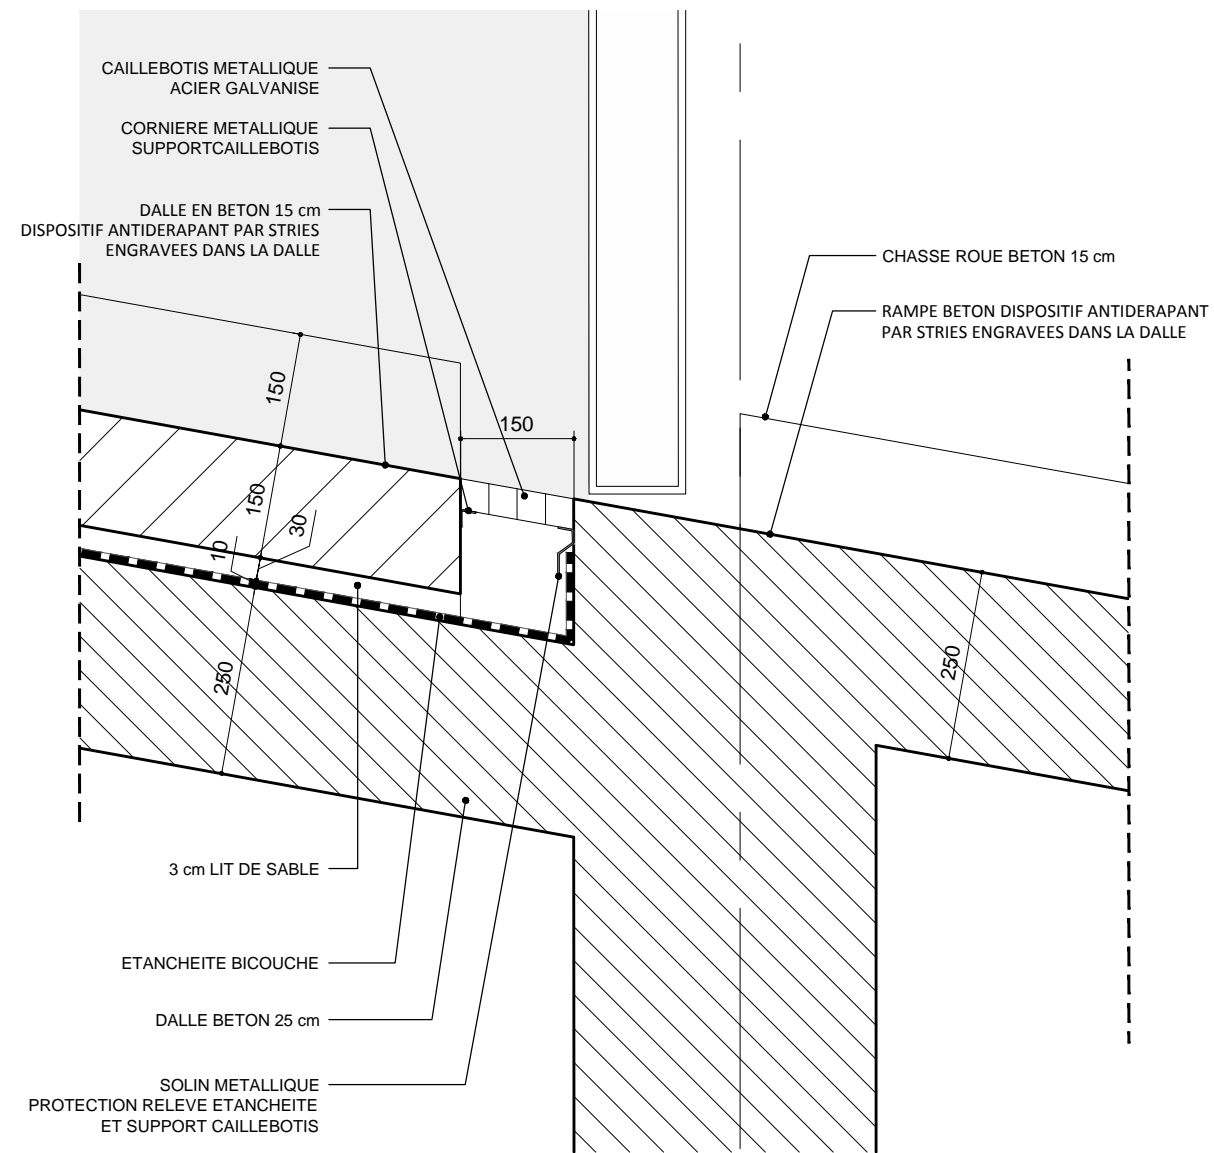 CAILLEBOTIS METALLIQUE
ACIER GALVANISE
CORNIERE METALLIQUE
SUPPORTCAILLEBOTIS
DALLE EN BETON 15 cm
DISPOSITIF ANTIDERAPANT PAR STRIES
ENGRAVEES DANS LA DALLE
CHASSE ROUE BETON 15 cm
RAMPE BETON DISPOSITIF ANTIDERAPANT
PAR STRIES ENGRAVEES DANS LA DALLE
150
150
150
30
10
250
250
3 cm LIT DE SABLE
ETANCHEITE BICOUCHE
DALLE BETON 25 cm
SOLIN METALLIQUE
PROTECTION RELEVE ETANCHEITE
ET SUPPORT CAILLEBOTIS